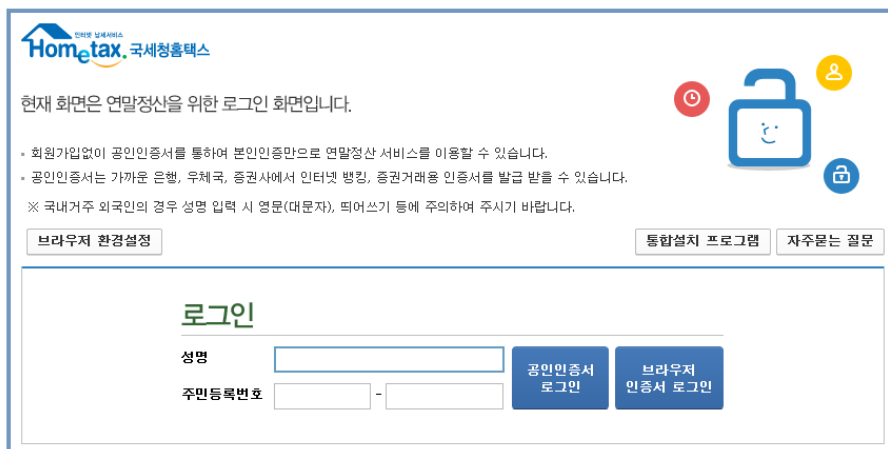 인터넷 납세서비스
Hometax. 국세청홈택스
현재 화면은 연말정산을 위한 로그인 화면입니다.
- 회원가입없이 공인인증서를 통하여 본인인증만으로 연말정산 서비스를 이용할 수 있습니다.
- 공인인증서는 가까운 은행, 우체국, 증권사에서 인터넷 뱅킹, 증권거래용 인증서를 발급 받을 수 있습니다.
※ 국내거주 외국인의 경우 성명 입력 시 영문(대문자), 띄어쓰기 등에 주의하여 주시기 바랍니다.
브라우저 환경설정 통합설치 프로그램 자주묻는 질문
로그인
성명
주민등록번호 -
공인인증서
로그인
브라우저
인증서 로그인